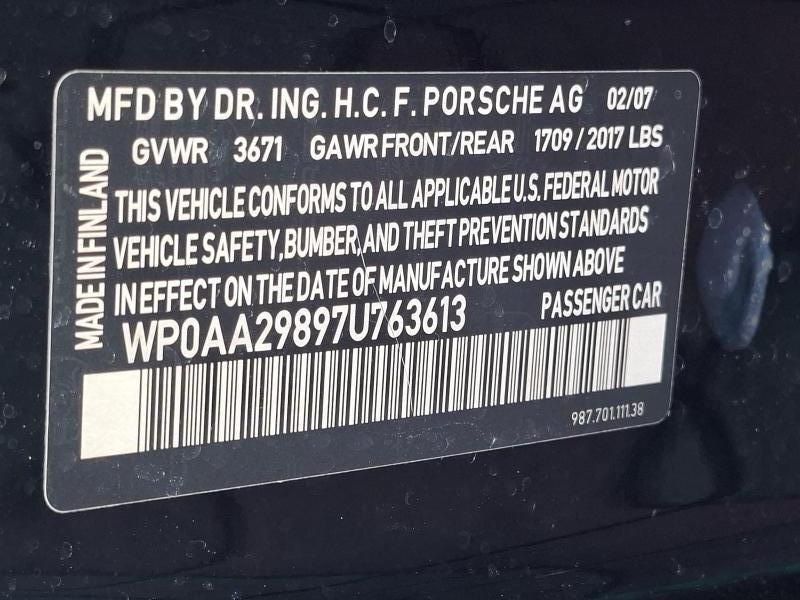 MFD BY DR. ING. H.C. F. PORSCHE AG 02/07
GVWR 3671 GAWR FRONT/REAR 1709 / 2017 LBS
MADE IN FINLAND
THIS VEHICLE CONFORMS TO ALL APPLICABLE U.S. FEDERAL MOTOR
VEHICLE SAFETY, BUMBER, AND THEFT PREVENTION STANDARDS
IN EFFECT ON THE DATE OF MANUFACTURE SHOWN ABOVE
WP0AA29897U763613 PASSENGER CAR
987.701.111.38